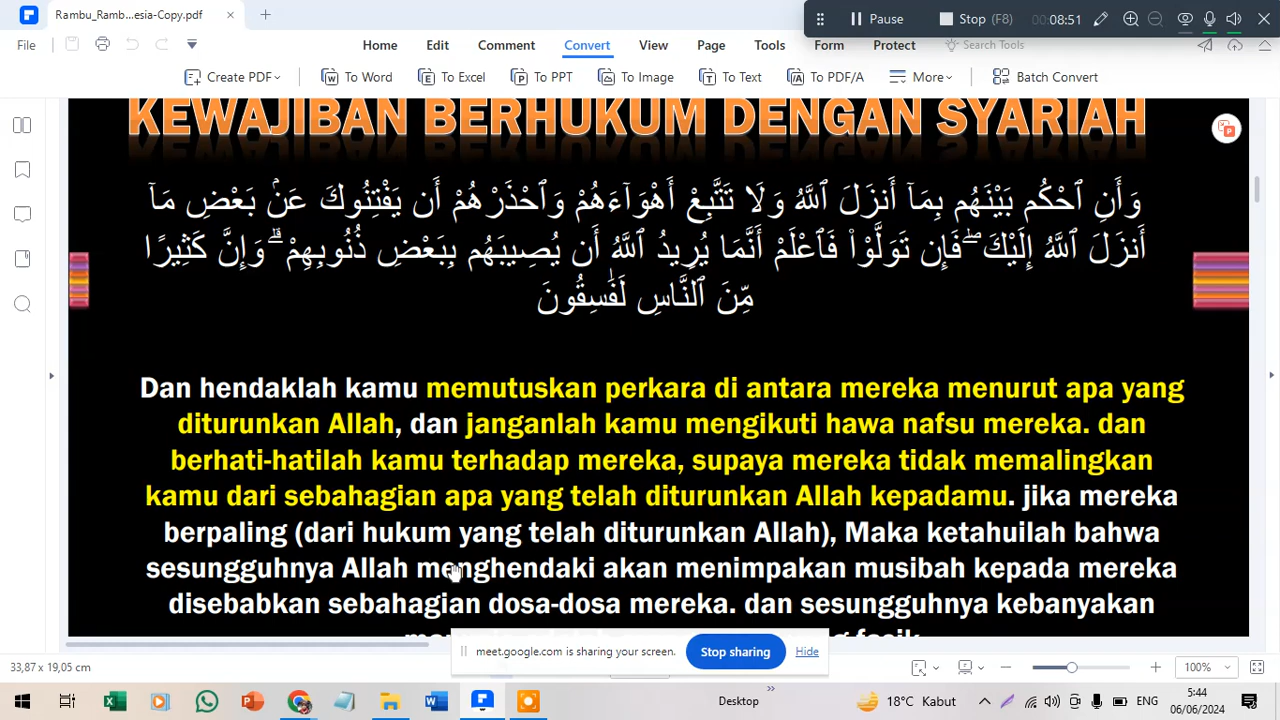 Rambu_Ramb...esia-Copy.pdf
Pause
Stop (F8)
00:08:51
File
Home
Edit
Comment
Convert
View
Page
Tools
Form
Protect
Search Tools
Create PDF
To Word
To Excel
To PPT
To Image
To Text
To PDF/A
More
Batch Convert
KEWAJIBAN BERHUKUM DENGAN SYARIAH
وَأَنِ ٱحْكُم بَيْنَهُم بِمَآ أَنزَلَ ٱللَّهُ وَلَا تَتَّبِعْ أَهْوَآءَهُمْ وَٱحْذَرْهُمْ أَن يَفْتِنُوكَ عَنۢ بَعْضِ مَآ
أَنزَلَ ٱللَّهُ إِلَيْكَ ۖ فَإِن تَوَلَّوْا۟ فَٱعْلَمْ أَنَّمَا يُرِيدُ ٱللَّهُ أَن يُصِيبَهُم بِبَعْضِ ذُنُوبِهِمْ ۗ وَإِنَّ كَثِيرًا
مِّنَ ٱلنَّاسِ لَفَٰسِقُونَ
Dan hendaklah kamu memutuskan perkara di antara mereka menurut apa yang
diturunkan Allah, dan janganlah kamu mengikuti hawa nafsu mereka. dan
berhati-hatilah kamu terhadap mereka, supaya mereka tidak memalingkan
kamu dari sebahagian apa yang telah diturunkan Allah kepadamu. jika mereka
berpaling (dari hukum yang telah diturunkan Allah), Maka ketahuilah bahwa
sesungguhnya Allah menghendaki akan menimpakan musibah kepada mereka
disebabkan sebahagian dosa-dosa mereka. dan sesungguhnya kebanyakan
meet.google.com is sharing your screen.
Stop sharing
Hide
33,87 x 19,05 cm
100%
Desktop
18°C Kabut
ENG
5:44
06/06/2024